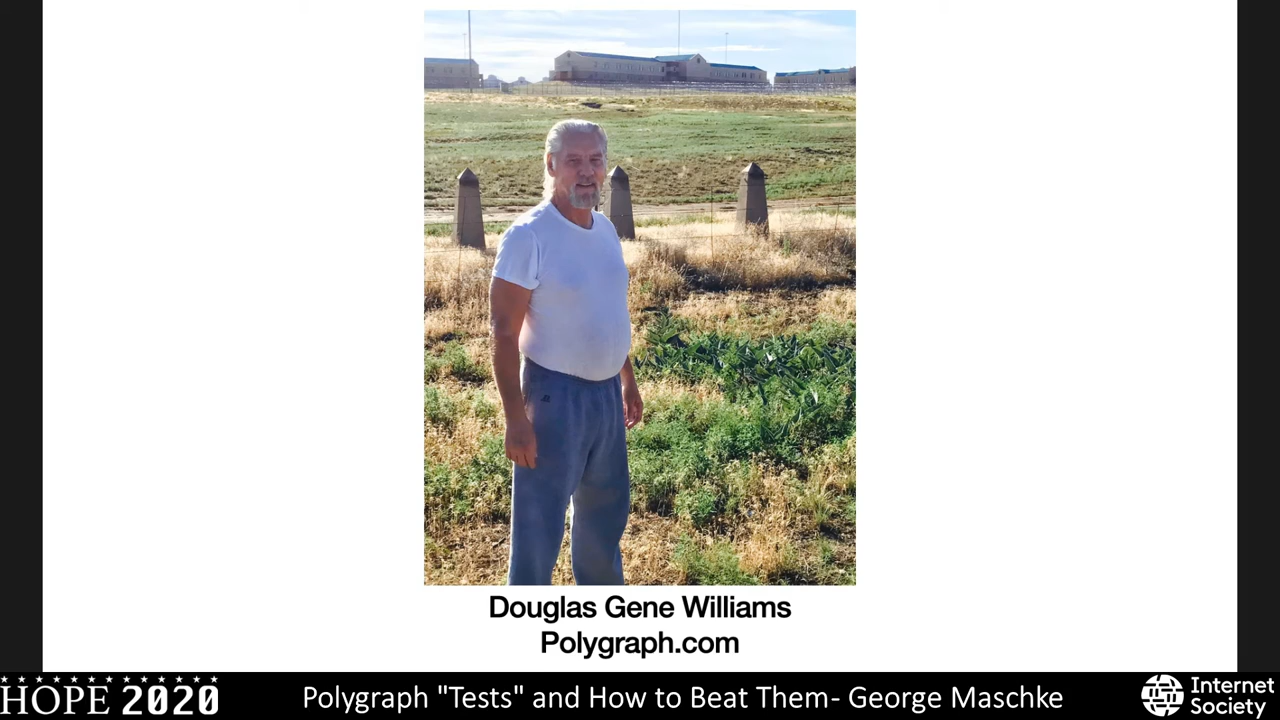 Douglas Gene Williams
Polygraph.com
HOPE 2020
Polygraph "Tests" and How to Beat Them- George Maschke
Internet
Society